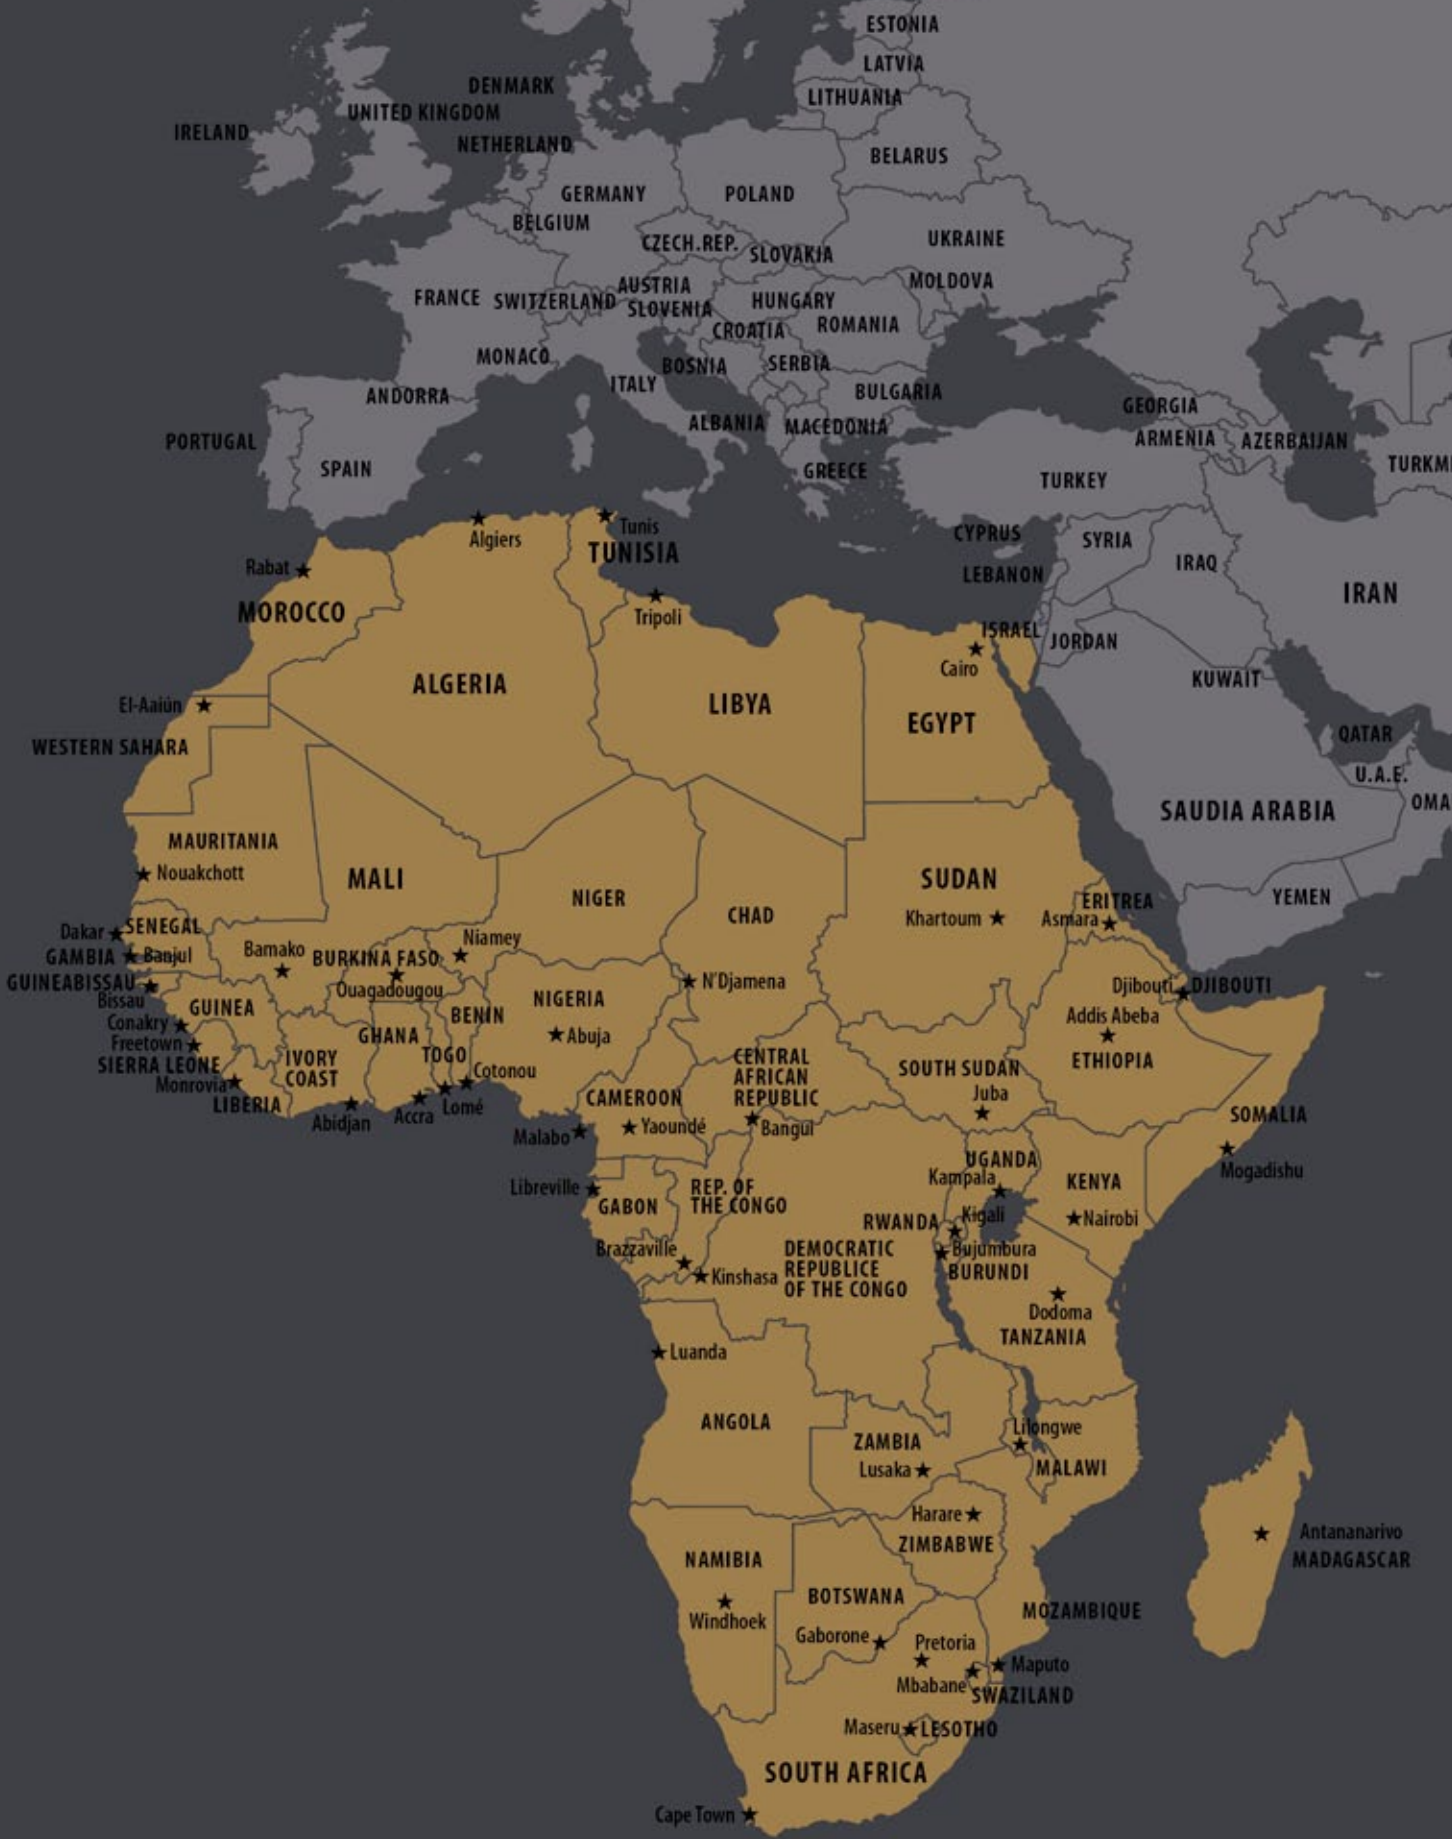 ESTONIA
LATVIA
LITHUANIA
DENMARK
UNITED KINGDOM
IRELAND
NETHERLAND
BELARUS
GERMANY
POLAND
BELGIUM
CZECH.REP.
SLOVAKIA
UKRAINE
AUSTRIA
MOLDOVA
FRANCE
SWITZERLAND
SLOVENIA
HUNGARY
CROATIA
ROMANIA
MONACO
BOSNIA
SERBIA
ITALY
ANDORRA
BULGARIA
GEORGIA
ALBANIA
MACEDONIA
PORTUGAL
ARMENIA
AZERBAIJAN
SPAIN
GREECE
TURKEY
TURKM
Tunis
Algiers
CYPRUS
SYRIA
TUNISIA
Rabat
LEBANON
IRAQ
IRAN
MOROCCO
Tripoli
ISRAEL
JORDAN
Cairo
KUWAIT
ALGERIA
El-Aaiún
LIBYA
EGYPT
QATAR
WESTERN SAHARA
U.A.E.
OMA
SAUDIA ARABIA
MAURITANIA
Nouakchott
MALI
NIGER
SUDAN
YEMEN
ERITREA
CHAD
Khartoum
Asmara
Dakar
SENEGAL
Niamey
GAMBIA
Banjul
Bamako
BURKINA FASO
GUINEABISSAU
N'Djamena
Djibouti
DJIBOUTI
Ouagadougou
Bissau
NIGERIA
GUINEA
BENIN
Addis Abeba
Conakry
Freetown
GHANA
Abuja
SIERRA LEONE
IVORY
COAST
TOGO
CENTRAL
AFRICAN
REPUBLIC
ETHIOPIA
SOUTH SUDAN
Cotonou
Monrovia
LIBERIA
CAMEROON
Juba
Abidjan
Accra
Lomé
SOMALIA
Malabo
Yaoundé
Bangui
UGANDA
Kampala
Mogadishu
KENYA
Libreville
GABON
REP. OF
THE CONGO
RWANDA
Kigali
Nairobi
Brazzaville
DEMOCRATIC
REPUBLICE
OF THE CONGO
Bujumbura
BURUNDI
Kinshasa
Dodoma
TANZANIA
Luanda
ANGOLA
Lilongwe
ZAMBIA
Lusaka
MALAWI
Harare
ZIMBABWE
Antananarivo
MADAGASCAR
NAMIBIA
BOTSWANA
MOZAMBIQUE
Windhoek
Gaborone
Pretoria
Maputo
Mbabane
SWAZILAND
Maseru
LESOTHO
SOUTH AFRICA
Cape Town